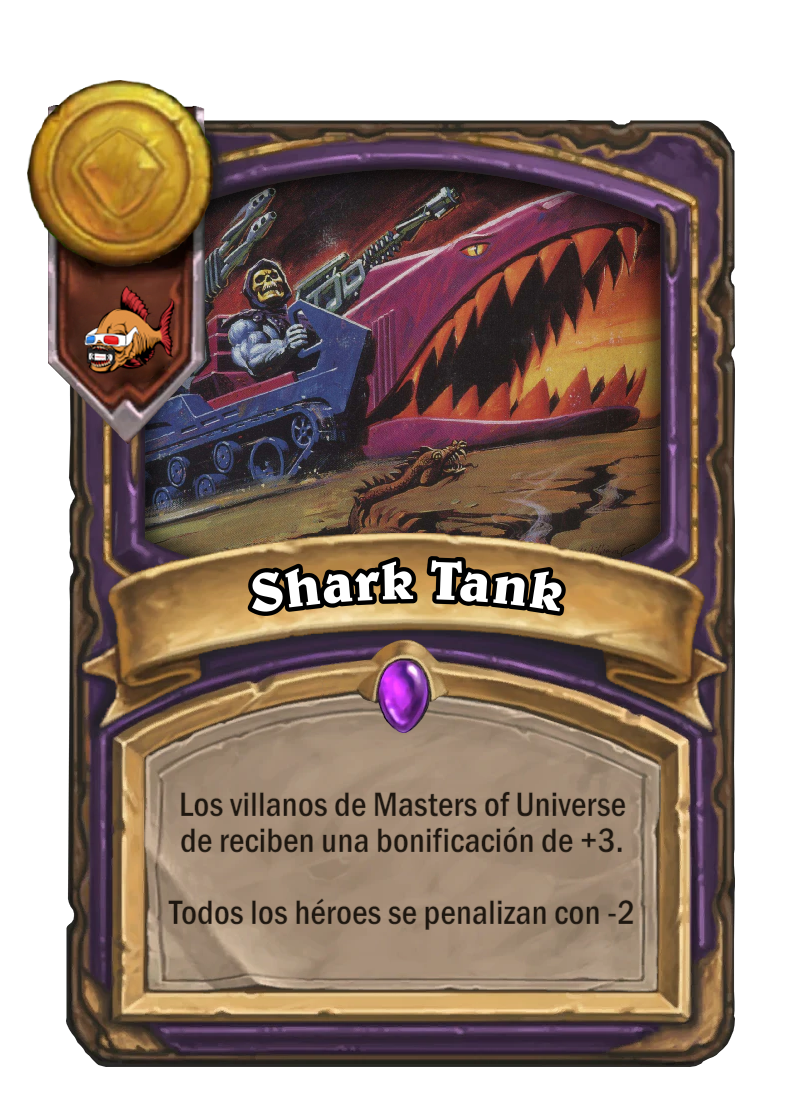 Shark Tank
Los villanos de Masters of Universe
de reciben una bonificación de +3.
Todos los héroes se penalizan con -2